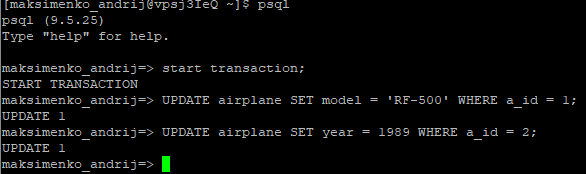 [maksimenko_andrij@vpsj3IeQ ~]$ psql
psql (9.5.25)
Type "help" for help.
maksimenko_andrij=> start transaction;
START TRANSACTION
maksimenko_andrij=> UPDATE airplane SET model = 'RF-500' WHERE a_id = 1;
UPDATE 1
maksimenko_andrij=> UPDATE airplane SET year = 1989 WHERE a_id = 2;
UPDATE 1
maksimenko_andrij=>